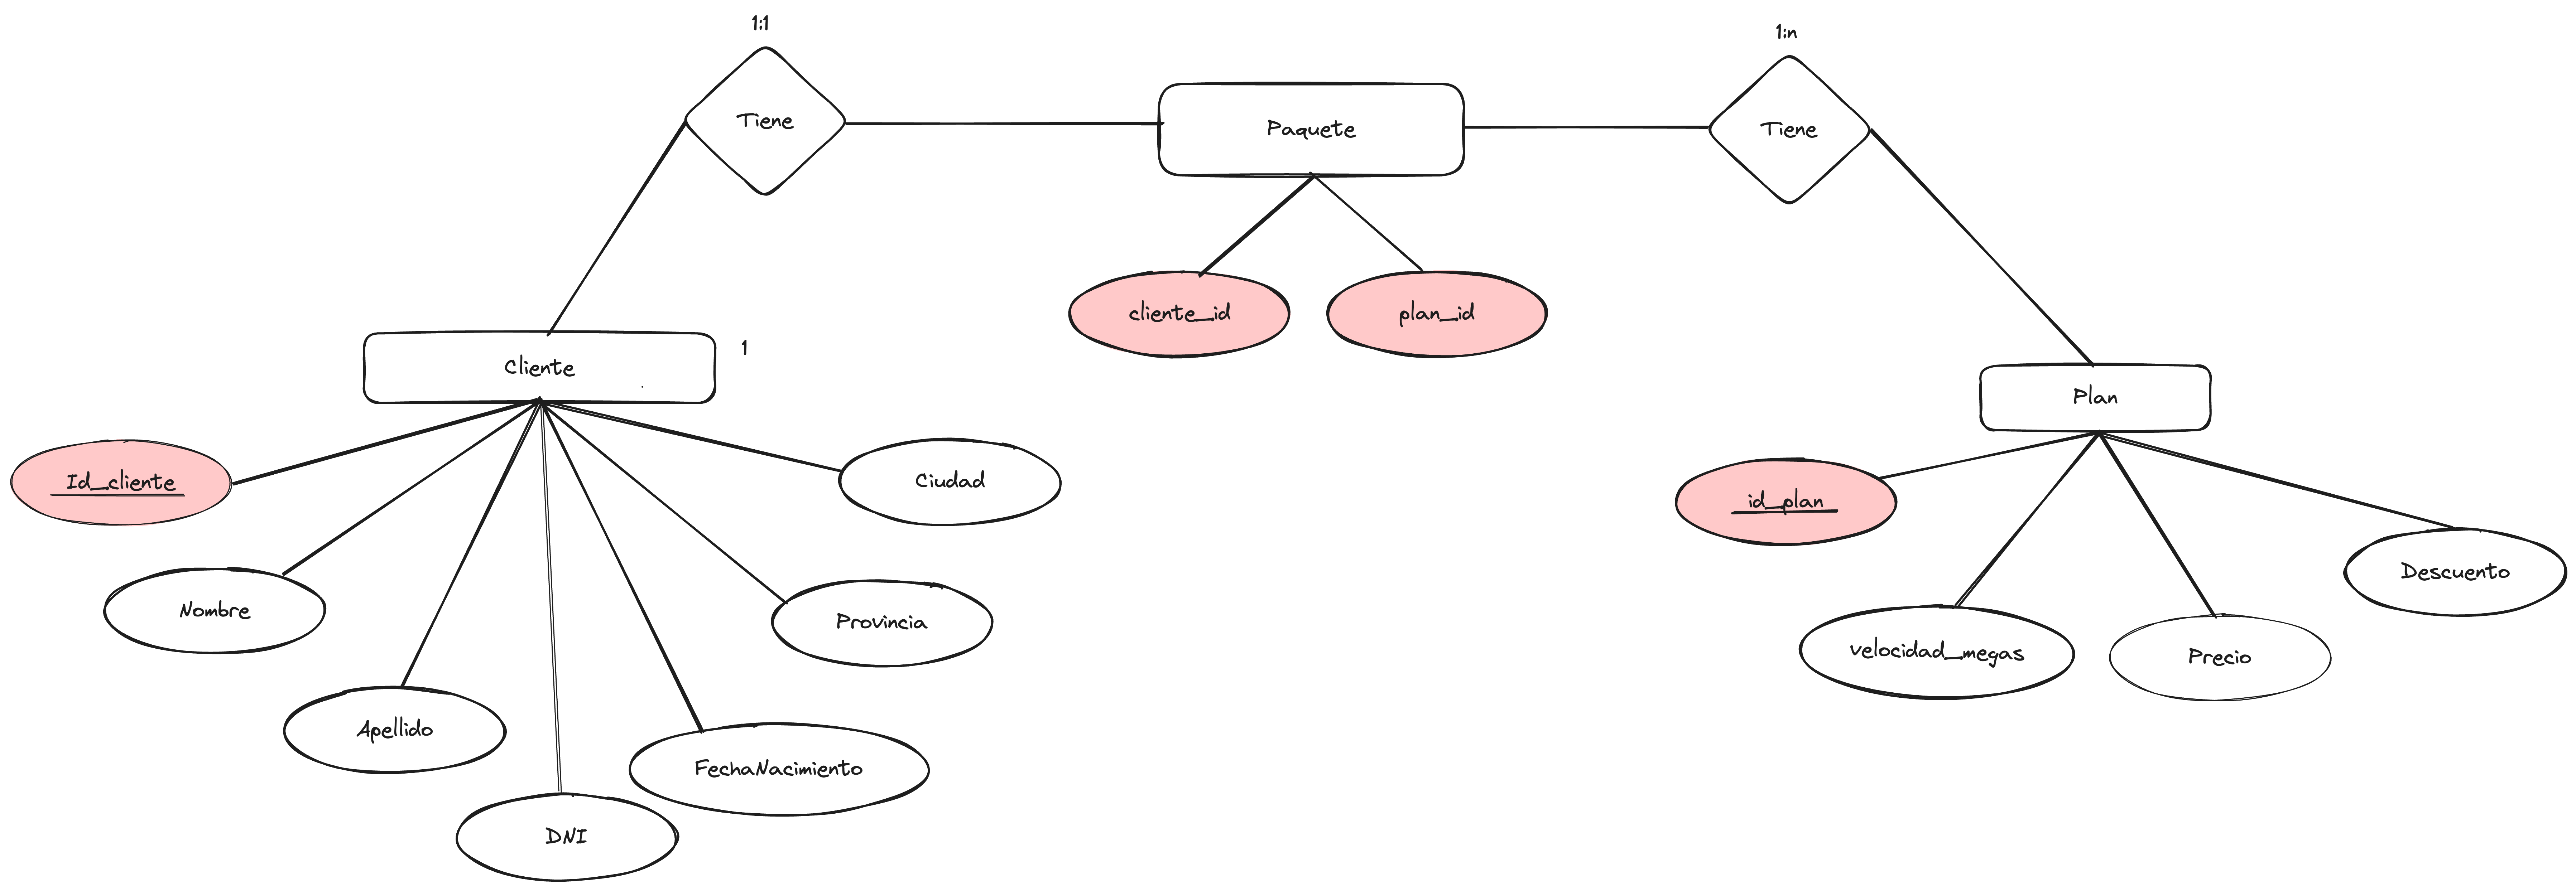 1:1
1:n
Tiene
Paquete
Tiene
cliente_id
plan_id
1
Cliente
Plan
Id_cliente
Ciudad
id_plan
Descuento
Nombre
Provincia
velocidad_megas
Precio
Apellido
FechaNacimiento
DNI